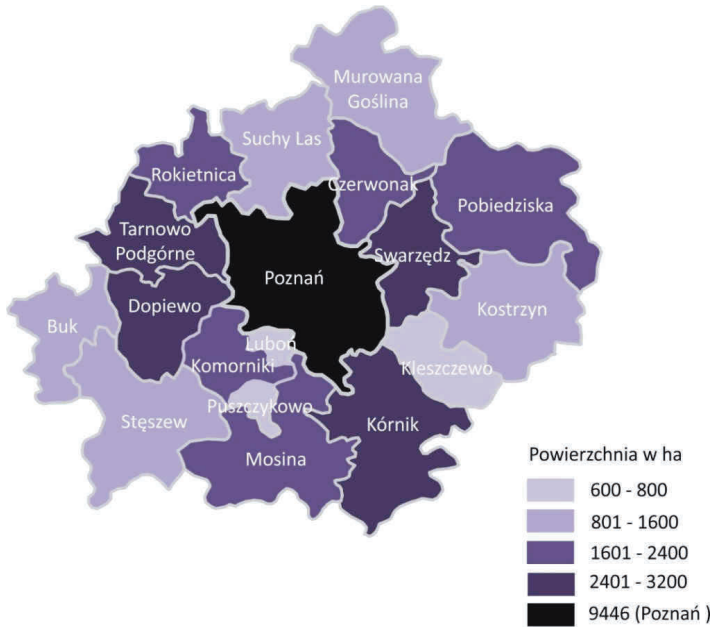 Murowana
Goślina
Suchy Las
Rokietnica
Czerwonak
Pobiedziska
Tarnowo
Podgórne
Swarzędz
Poznań
Dopiewo
Kostrzyn
Buk
Luboń
Komorniki
Kleszczewo
Puszczykowo
Stęszew
Kórnik
Mosina
Powierzchnia w ha
600 - 800
801 - 1600
1601 - 2400
2401 - 3200
9446 (Poznań )